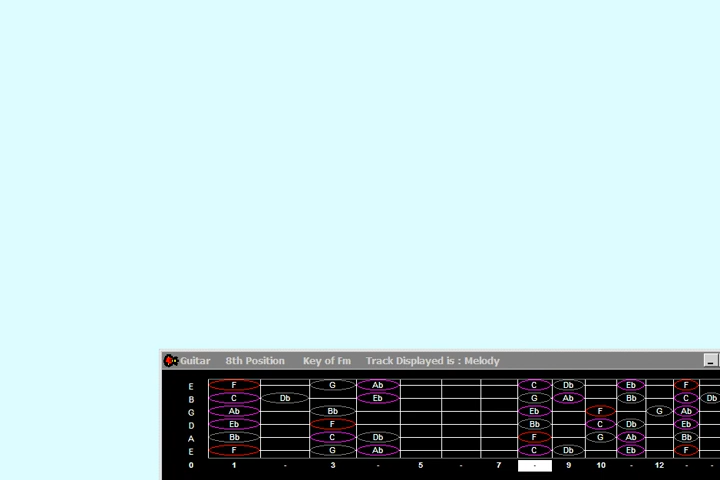 Guitar 8th Position Key of Fm Track Displayed is : Melody
E F G Ab C Db Eb F
B C Db Eb G Ab Bb C Db
G Ab Bb Eb F G Ab
D Eb F Bb C Db Eb
A Bb C Db F G Ab Bb
E F G Ab C Db Eb F
0 1 - 3 - 5 - 7 - 9 10 - 12 - -